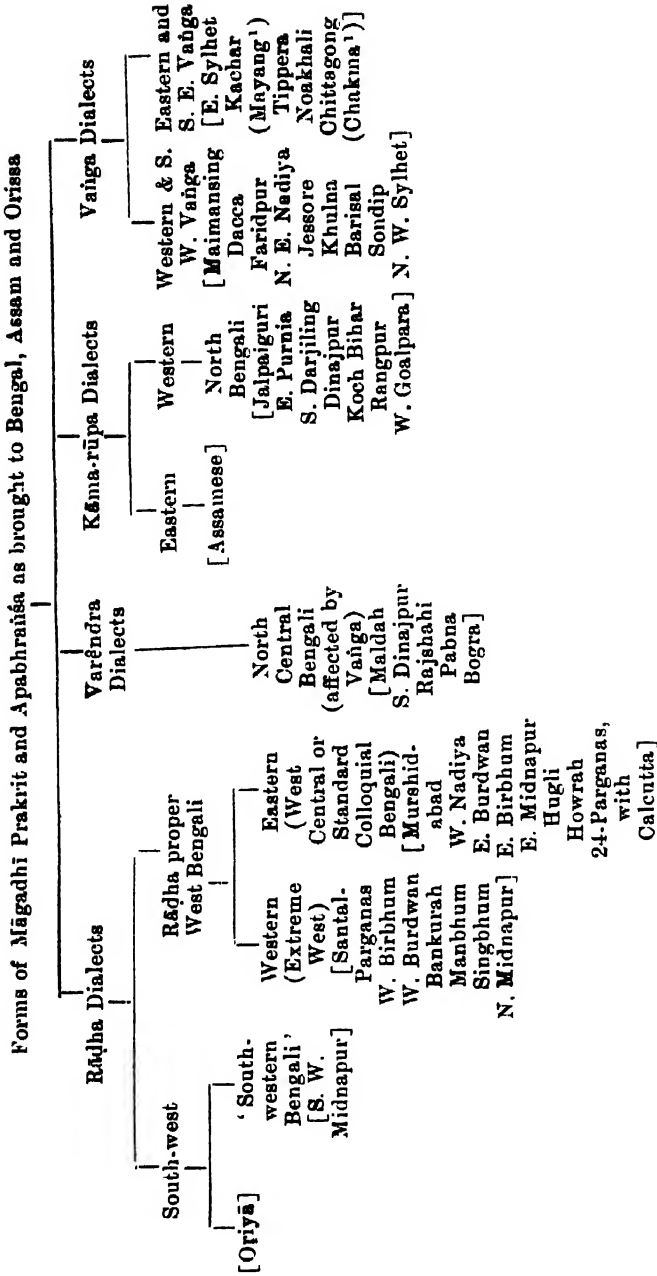 Forms of Māgadhī Prakrit and Apabhraṅśa as brought to Bengal, Assam and Orissa
Rāḍha Dialects
South-west
[Oṛiyā]
‘South-
western
Bengali’
[S. W.
Midnapur]
Rāḍha proper
West Bengali
Western
(Extreme
West)
[Santal-
Parganas
W. Birbhum
W. Burdwan
Bankurah
Manbhum
Singbhum
N. Midnapur]
Eastern
(West
Central or
Standard
Colloquial
Bengali)
[Murshid-
abad
W. Nadiya
E. Burdwan
E. Birbhum
E. Midnapur
Hugli
Howrah
24-Parganas,
with
Calcutta]
Varēndra
Dialects
North
Central
Bengali
(affected by
Vaṅga)
[Maldah
S. Dinajpur
Rajshahi
Pabna
Bogra]
Kāma-rūpa Dialects
Eastern
[Assamese]
Western
North
Bengali
[Jalpaiguri
E. Purnia
S. Darjiling
Dinajpur
Koch Bihar
Rangpur
W. Goalpara]
Vaṅga Dialects
Western & S.
W. Vaṅga
[Maimansing
Dacca
Faridpur
N. E. Nadiya
Jessore
Khulna
Barisal
Sondip
N. W. Sylhet]
Eastern and
S. E. Vaṅga
[E. Sylhet
Kachar
(Mayang¹)
Tippera
Noakhali
Chittagong
(Chakma¹)]